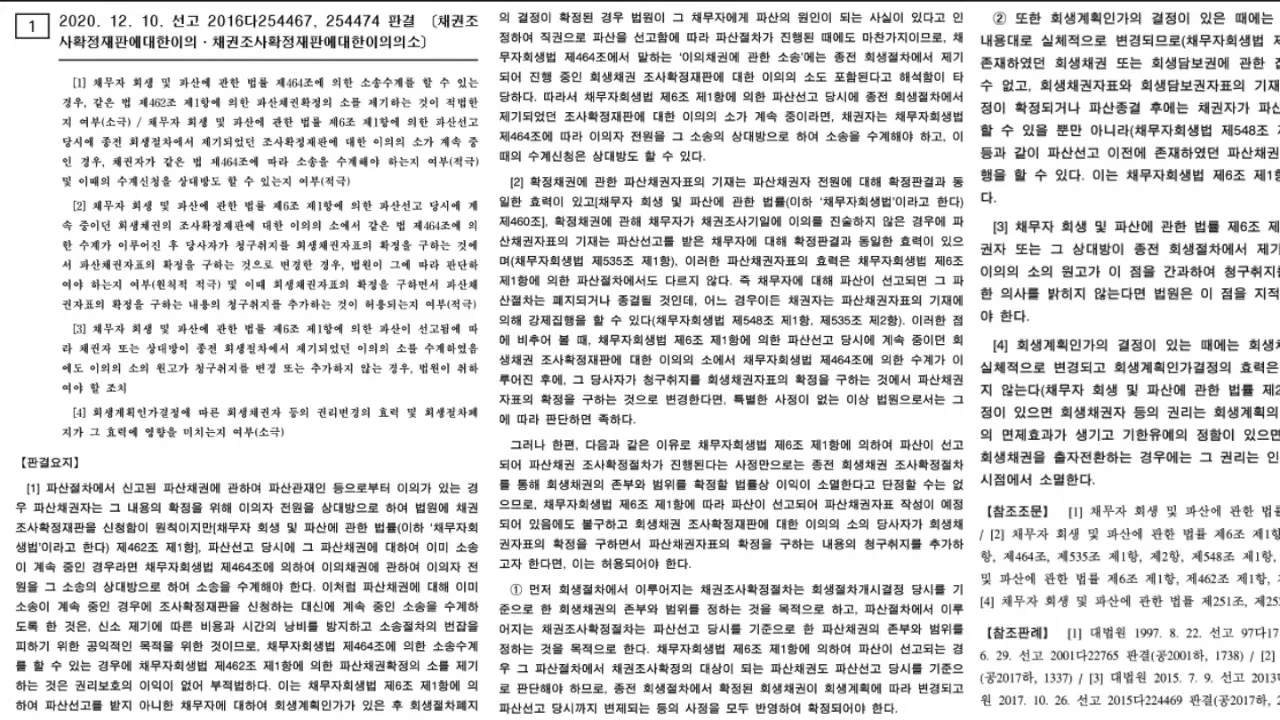 1
2020. 12. 10. 선고 2016다254467, 254474 판결 〔채권조
사확정재판에대한이의·채권조사확정재판에대한이의의소〕
[1] 채무자 회생 및 파산에 관한 법률 제464조에 의한 소송수계를 할 수 있는
경우, 같은 법 제462조 제1항에 의한 파산채권확정의 소를 제기하는 것이 적법한
지 여부(소극) / 채무자 회생 및 파산에 관한 법률 제6조 제1항에 의한 파산선고
당시에 종전 회생절차에서 제기되었던 조사확정재판에 대한 이의의 소가 계속 중
인 경우, 채권자가 같은 법 제464조에 따라 소송을 수계해야 하는지 여부(적극)
및 이때의 수계신청을 상대방도 할 수 있는지 여부(적극)
[2] 채무자 회생 및 파산에 관한 법률 제6조 제1항에 의한 파산선고 당시에 계
속 중이던 회생채권의 조사확정재판에 대한 이의의 소에서 같은 법 제464조에 의
한 수계가 이루어진 후 당사자가 청구취지를 회생채권자표의 확정을 구하는 것에
서 파산채권자표의 확정을 구하는 것으로 변경한 경우, 법원이 그에 따라 판단하
여야 하는지 여부(원칙적 적극) 및 이때 회생채권자표의 확정을 구하면서 파산채
권자표의 확정을 구하는 내용의 청구취지를 추가하는 것이 허용되는지 여부(적극)
[3] 채무자 회생 및 파산에 관한 법률 제6조 제1항에 의한 파산이 선고됨에 따
라 채권자 또는 상대방이 종전 회생절차에서 제기되었던 이의의 소를 수계하였음
에도 이의의 소의 원고가 청구취지를 변경 또는 추가하지 않는 경우, 법원이 취하
여야 할 조치
[4] 회생계획인가결정에 따른 회생채권자 등의 권리변경의 효력 및 회생절차폐
지가 그 효력에 영향을 미치는지 여부(소극)
【판결요지】
[1] 파산절차에서 신고된 파산채권에 관하여 파산관재인 등으로부터 이의가 있는 경
우 파산채권자는 그 내용의 확정을 위해 이의자 전원을 상대방으로 하여 법원에 채권
조사확정재판을 신청함이 원칙이지만[채무자 회생 및 파산에 관한 법률(이하 '채무자회
생법'이라고 한다) 제462조 제1항], 파산선고 당시에 그 파산채권에 대하여 이미 소송
이 계속 중인 경우라면 채무자회생법 제464조에 의하여 이의채권에 관하여 이의자 전
원을 그 소송의 상대방으로 하여 소송을 수계해야 한다. 이처럼 파산채권에 대해 이미
소송이 계속 중인 경우에 조사확정재판을 신청하는 대신에 계속 중인 소송을 수계하
도록 한 것은, 신소 제기에 따른 비용과 시간의 낭비를 방지하고 소송절차의 번잡을
피하기 위한 공익적인 목적을 위한 것이므로, 채무자회생법 제464조에 의한 소송수계
를 할 수 있는 경우에 채무자회생법 제462조 제1항에 의한 파산채권확정의 소를 제기
하는 것은 권리보호의 이익이 없어 부적법하다. 이는 채무자회생법 제6조 제1항에 의
하여 파산선고를 받지 아니한 채무자에 대하여 회생계획인가가 있은 후 회생절차폐지
의 결정이 확정된 경우 법원이 그 채무자에게 파산의 원인이 되는 사실이 있다고 인
정하여 직권으로 파산을 선고함에 따라 파산절차가 진행된 때에도 마찬가지이므로, 채
무자회생법 제464조에서 말하는 '이의채권에 관한 소송'에는 종전 회생절차에서 제기
되어 진행 중인 회생채권 조사확정재판에 대한 이의의 소도 포함된다고 해석함이 타
당하다. 따라서 채무자회생법 제6조 제1항에 의한 파산선고 당시에 종전 회생절차에서
제기되었던 조사확정재판에 대한 이의의 소가 계속 중이라면, 채권자는 채무자회생법
제464조에 따라 이의자 전원을 그 소송의 상대방으로 하여 소송을 수계해야 하고, 이
때의 수계신청은 상대방도 할 수 있다.
[2] 확정채권에 관한 파산채권자표의 기재는 파산채권자 전원에 대해 확정판결과 동
일한 효력이 있고[채무자 회생 및 파산에 관한 법률(이하 '채무자회생법'이라고 한다)
제460조], 확정채권에 관해 채무자가 채권조사기일에 이의를 진술하지 않은 경우에 파
산채권자표의 기재는 파산선고를 받은 채무자에 대해 확정판결과 동일한 효력이 있으
며(채무자회생법 제535조 제1항), 이러한 파산채권자표의 효력은 채무자회생법 제6조
제1항에 의한 파산절차에서도 다르지 않다. 즉 채무자에 대해 파산이 선고되면 그 파
산절차는 폐지되거나 종결될 것인데, 어느 경우이든 채권자는 파산채권자표의 기재에
의해 강제집행을 할 수 있다(채무자회생법 제548조 제1항, 제535조 제2항). 이러한 점
에 비추어 볼 때, 채무자회생법 제6조 제1항에 의한 파산선고 당시에 계속 중이던 회
생채권 조사확정재판에 대한 이의의 소에서 채무자회생법 제464조에 의한 수계가 이
루어진 후에, 그 당사자가 청구취지를 회생채권자표의 확정을 구하는 것에서 파산채권
자표의 확정을 구하는 것으로 변경한다면, 특별한 사정이 없는 이상 법원으로서는 그
에 따라 판단하면 족하다.
그러나 한편, 다음과 같은 이유로 채무자회생법 제6조 제1항에 의하여 파산이 선고
되어 파산채권 조사확정절차가 진행된다는 사정만으로는 종전 회생채권 조사확정절차
를 통해 회생채권의 존부와 범위를 확정할 법률상 이익이 소멸한다고 단정할 수는 없
으므로, 채무자회생법 제6조 제1항에 따라 파산이 선고되어 파산채권자표 작성이 예정
되어 있음에도 불구하고 회생채권 조사확정재판에 대한 이의의 소의 당사자가 회생채
권자표의 확정을 구하면서 파산채권자표의 확정을 구하는 내용의 청구취지를 추가하
고자 한다면, 이는 허용되어야 한다.
① 먼저 회생절차에서 이루어지는 채권조사확정절차는 회생절차개시결정 당시를 기
준으로 한 회생채권의 존부와 범위를 정하는 것을 목적으로 하고, 파산절차에서 이루
어지는 채권조사확정절차는 파산선고 당시를 기준으로 한 파산채권의 존부와 범위를
정하는 것을 목적으로 한다. 채무자회생법 제6조 제1항에 의하여 파산이 선고되는 경
우 그 파산절차에서 채권조사확정의 대상이 되는 파산채권도 파산선고 당시를 기준으
로 판단해야 하므로, 종전 회생절차에서 확정된 회생채권이 회생계획에 따라 변경되고
파산선고 당시까지 변제되는 등의 사정을 모두 반영하여 확정되어야 한다.
② 또한 회생계획인가의 결정이 있은 때에는
내용대로 실체적으로 변경되므로(채무자회생법 제
존재하였던 회생채권 또는 회생담보권에 관한
수 없고, 회생채권자표와 회생담보권자표의 기재
정이 확정되거나 파산종결 후에는 채권자가 파산
할 수 있을 뿐만 아니라(채무자회생법 제548조
등과 같이 파산선고 이전에 존재하였던 파산채권
행을 할 수 있다. 이는 채무자회생법 제6조 제1항
다.
[3] 채무자 회생 및 파산에 관한 법률 제6조 제
권자 또는 그 상대방이 종전 회생절차에서 제기
이의의 소의 원고가 이 점을 간과하여 청구취지를
한 의사를 밝히지 않는다면 법원은 이 점을 지적
야 한다.
[4] 회생계획인가의 결정이 있는 때에는 회생채
실체적으로 변경되고 회생계획인가결정의 효력은
지 않는다(채무자 회생 및 파산에 관한 법률 제2
정이 있으면 회생채권자 등의 권리는 회생계획의
의 면제효과가 생기고 기한유예의 정함이 있으면
회생채권을 출자전환하는 경우에는 그 권리는 인
시점에서 소멸한다.
【참조조문】 [1] 채무자 회생 및 파산에 관한 법률
/ [2] 채무자 회생 및 파산에 관한 법률 제6조 제1항
항, 제464조, 제535조 제1항, 제2항, 제548조 제1항,
및 파산에 관한 법률 제6조 제1항, 제462조 제1항,
[4] 채무자 회생 및 파산에 관한 법률 제251조, 제25
【참조판례】 [1] 대법원 1997. 8. 22. 선고 97다17
6. 29. 선고 2001다22765 판결(공2001하, 1738) / [2]
(공2017하, 1337) / [3] 대법원 2015. 7. 9. 선고 2013다
원 2017. 10. 26. 선고 2015다224469 판결(공2017하, 2